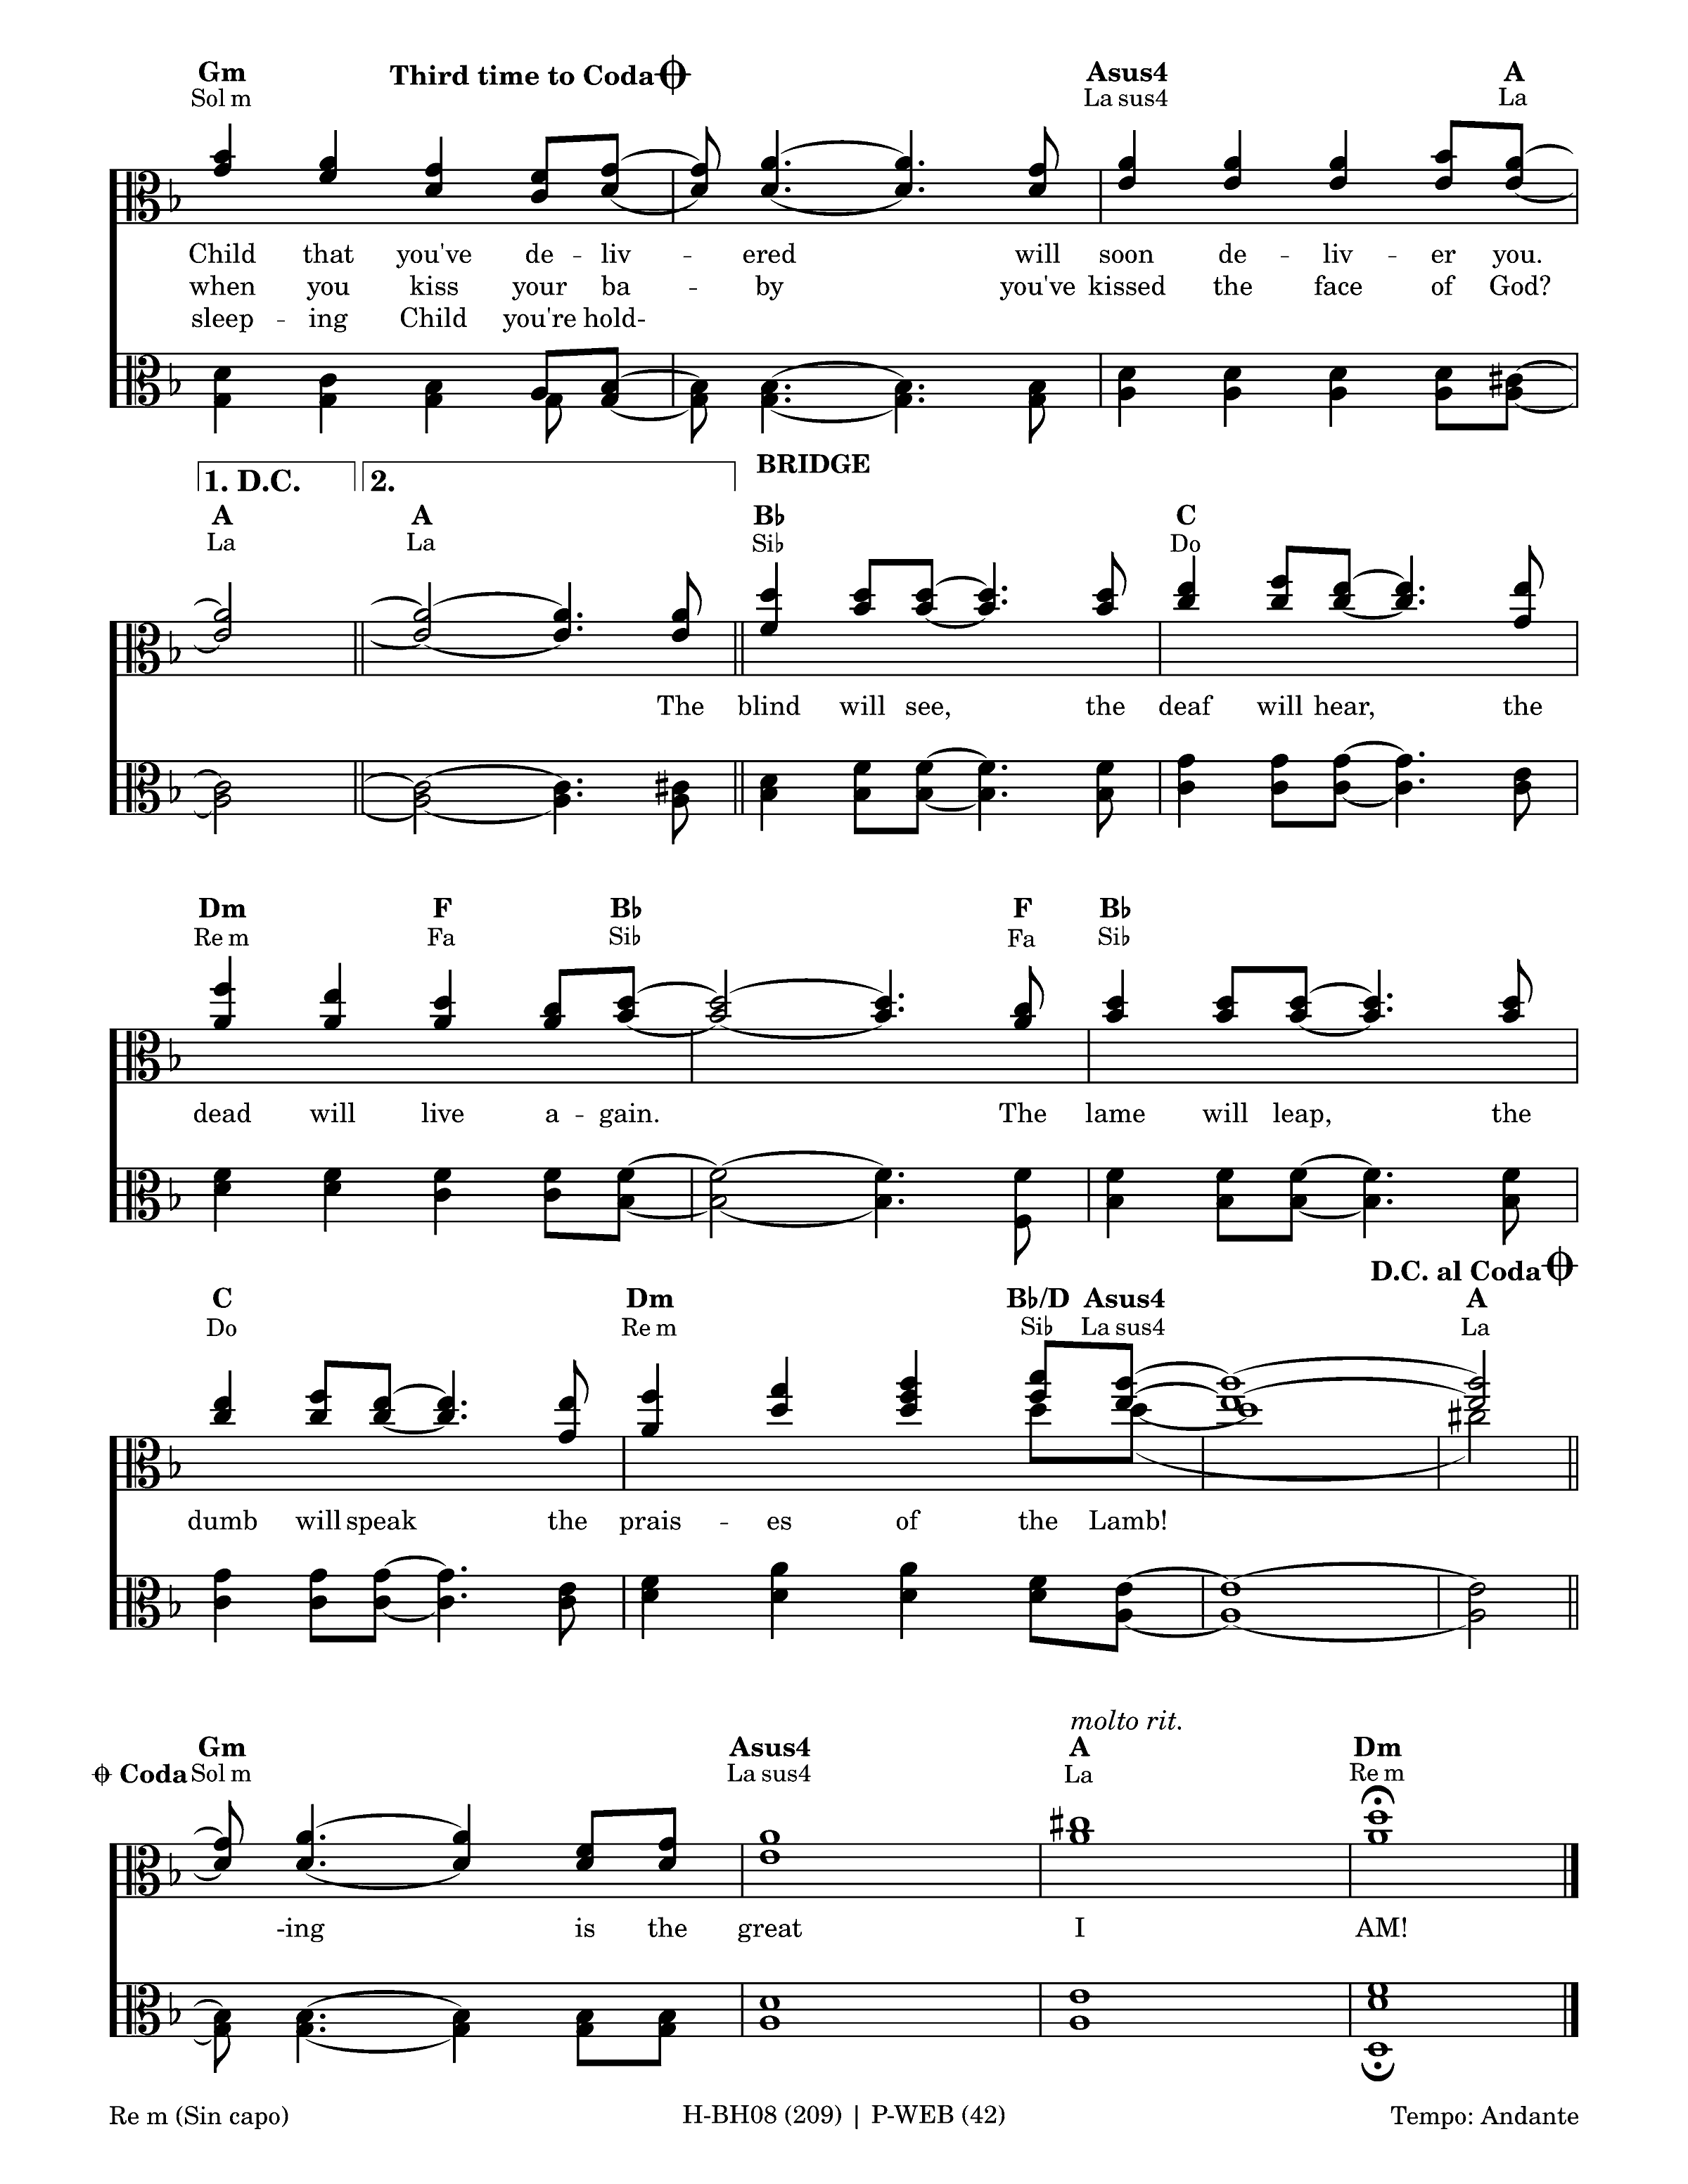 Gm Third time to Coda Asus4 A
Sol m La sus4 La
Child that you've de - liv - ered will soon de - liv - er you.
when you kiss your ba - by you've kissed the face of God?
sleep - ing Child you're hold-
1. D.C. 2. BRIDGE
A A B♭ C
La La Si♭ Do
The blind will see, the deaf will hear, the
Dm F B♭ F B♭
Re m Fa Si♭ Fa Si♭
dead will live a - gain. The lame will leap, the
D.C. al Coda
C Dm B♭/D Asus4 A
Do Re m Si♭ La sus4 La
dumb will speak the prais - es of the Lamb!
molto rit.
Gm Asus4 A Dm
Coda Sol m La sus4 La Re m
-ing is the great I AM!
Re m (Sin capo) H-BH08 (209) | P-WEB (42) Tempo: Andante